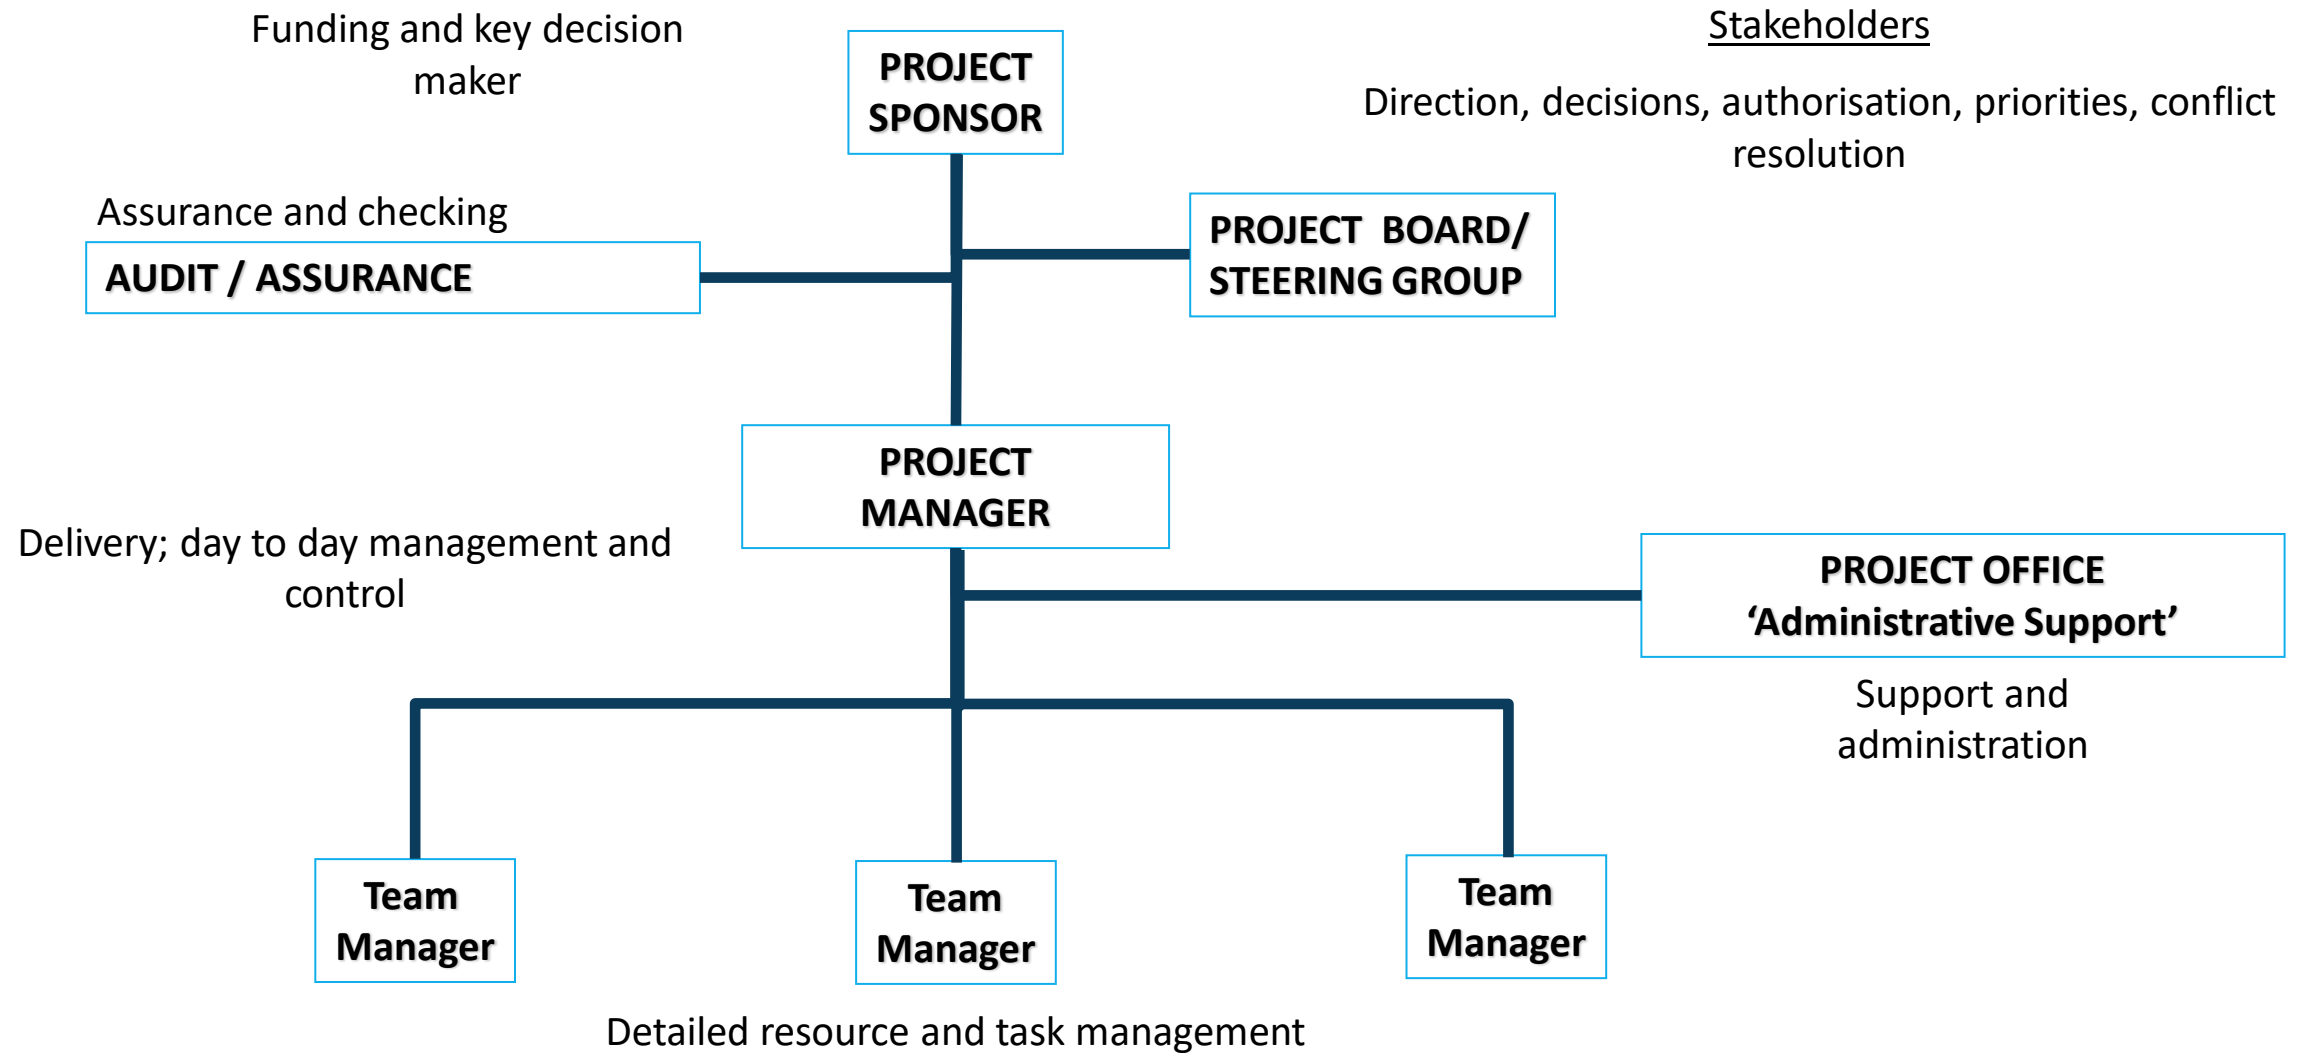 Funding and key decision
maker
PROJECT
SPONSOR
Stakeholders
Direction, decisions, authorisation, priorities, conflict
resolution
Assurance and checking
AUDIT / ASSURANCE
PROJECT BOARD/
STEERING GROUP
PROJECT
MANAGER
Delivery; day to day management and
control
PROJECT OFFICE
‘Administrative Support’
Support and
administration
Team
Manager
Team
Manager
Team
Manager
Detailed resource and task management